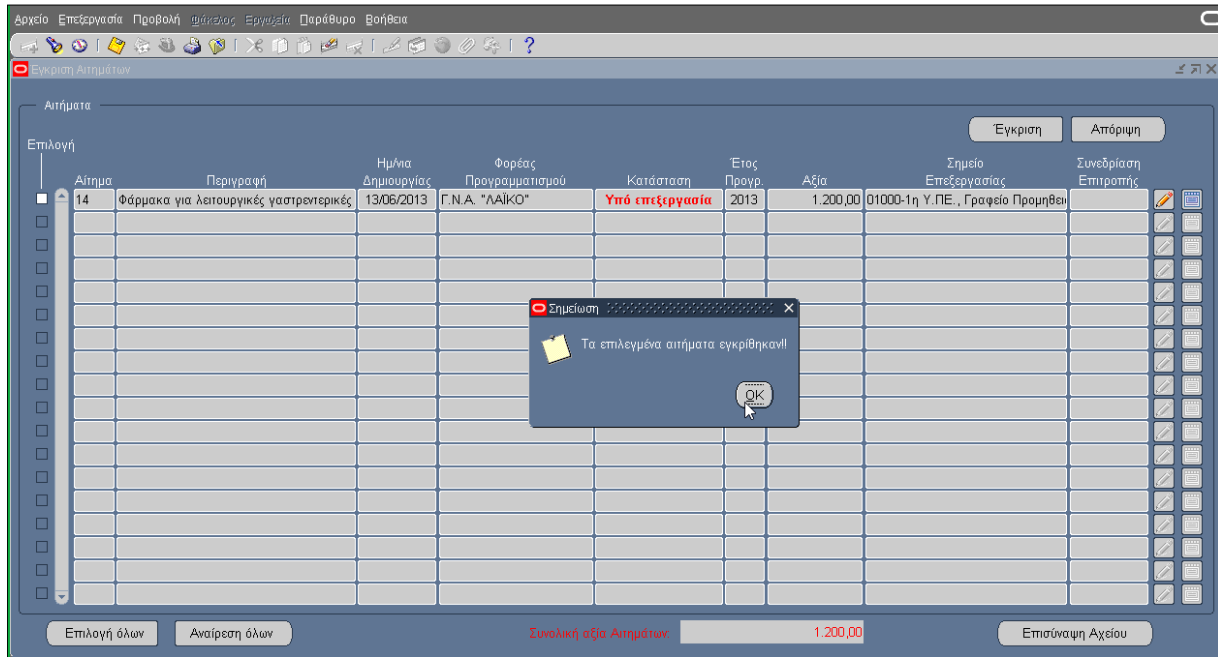 Αρχείο Επεξεργασία Προβολή Φάκελος Εργαλεία Παράθυρο Βοήθεια
Έγκριση Αιτημάτων
Αιτήματα
Έγκριση Απόριψη
Επιλογή
Ημ/νια Φορέας Έτος Σημείο Συνεδρίαση
Αίτημα Περιγραφή Δημιουργίας Προγραμματισμού Κατάσταση Προγρ. Αξία Επεξεργασίας Επιτροπής
14 Φάρμακα για λειτουργικές γαστρεντερικές 13/06/2013 Γ.Ν.Α. "ΛΑΪΚΟ" Υπό επεξεργασία 2013 1.200,00 01000-1η Υ.ΠΕ., Γραφείο Προμηθει
Σημείωση
Τα επιλεγμένα αιτήματα εγκρίθηκαν!!
OK
Επιλογή όλων Αναίρεση όλων Συνολική αξία Αιτημάτων: 1.200,00 Επισύναψη Αχείου